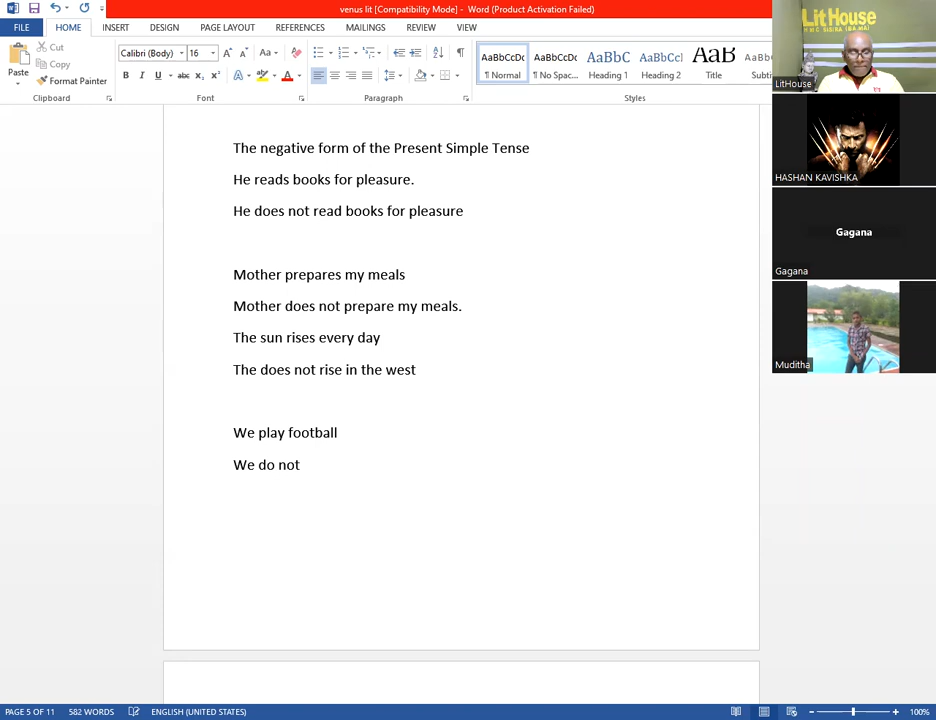 venus lit [Compatibility Mode] - Word (Product Activation Failed)
FILE HOME INSERT DESIGN PAGE LAYOUT REFERENCES MAILINGS REVIEW VIEW
Paste
Cut
Copy
Format Painter
Clipboard
Calibri (Body) 16
Font
Paragraph
AaBbCcDc AaBbCcDc AaBbC AaBbCcl AaB AaBb
¶ Normal ¶ No Spac... Heading 1 Heading 2 Title Subti
Styles
The negative form of the Present Simple Tense
He reads books for pleasure.
He does not read books for pleasure
Mother prepares my meals
Mother does not prepare my meals.
The sun rises every day
The does not rise in the west
We play football
We do not
LitHouse
LitHouse
HASHAN KAVISHKA
Gagana
Gagana
Muditha
PAGE 5 OF 11 582 WORDS ENGLISH (UNITED STATES) 100%